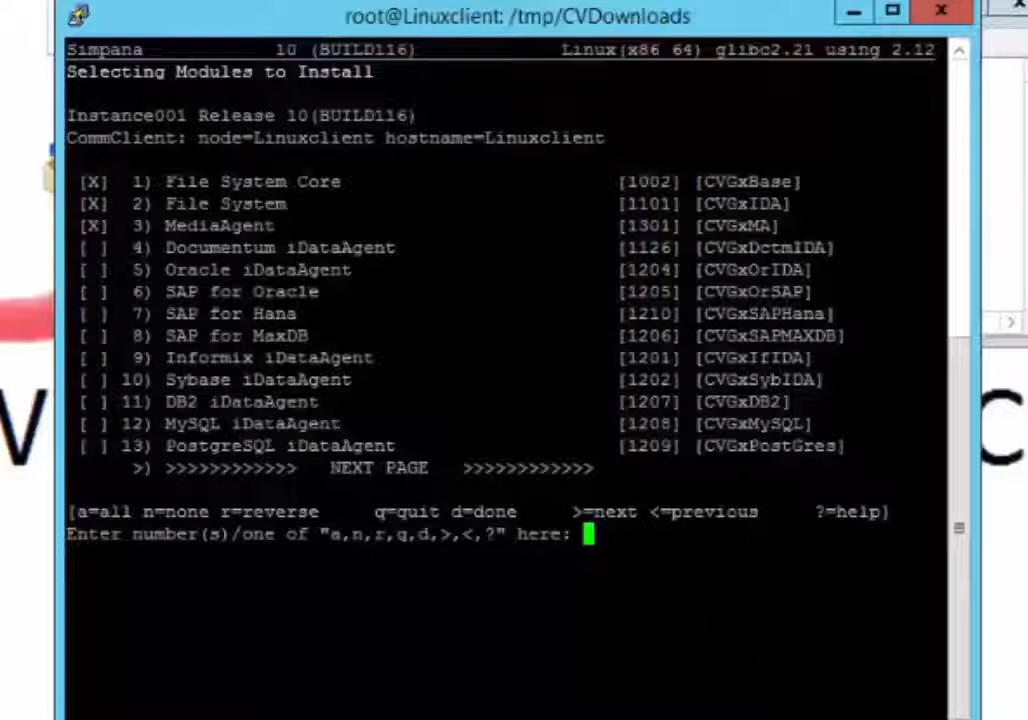 root@Linuxclient: /tmp/CVDownloads
Simpana 10 (BUILD116) Linux(x86 64) glibc2.21 using 2.12
Selecting Modules to Install
Instance001 Release 10(BUILD116)
CommClient: node=Linuxclient hostname=Linuxclient
[X] 1) File System Core [1002] [CVGxBase]
[X] 2) File System [1101] [CVGxIDA]
[X] 3) MediaAgent [1301] [CVGxMA]
[ ] 4) Documentum iDataAgent [1126] [CVGxDctmIDA]
[ ] 5) Oracle iDataAgent [1204] [CVGxOrIDA]
[ ] 6) SAP for Oracle [1205] [CVGxOrSAP]
[ ] 7) SAP for Hana [1210] [CVGxSAPHana]
[ ] 8) SAP for MaxDB [1206] [CVGxSAPMAXDB]
[ ] 9) Informix iDataAgent [1201] [CVGxIfIDA]
[ ] 10) Sybase iDataAgent [1202] [CVGxSybIDA]
[ ] 11) DB2 iDataAgent [1207] [CVGxDB2]
[ ] 12) MySQL iDataAgent [1208] [CVGxMySQL]
[ ] 13) PostgreSQL iDataAgent [1209] [CVGxPostGres]
>) >>>>>>>>>>>> NEXT PAGE >>>>>>>>>>>>
[a=all n=none r=reverse q=quit d=done >=next <=previous ?=help]
Enter number(s)/one of "a,n,r,q,d,>,<,?" here: